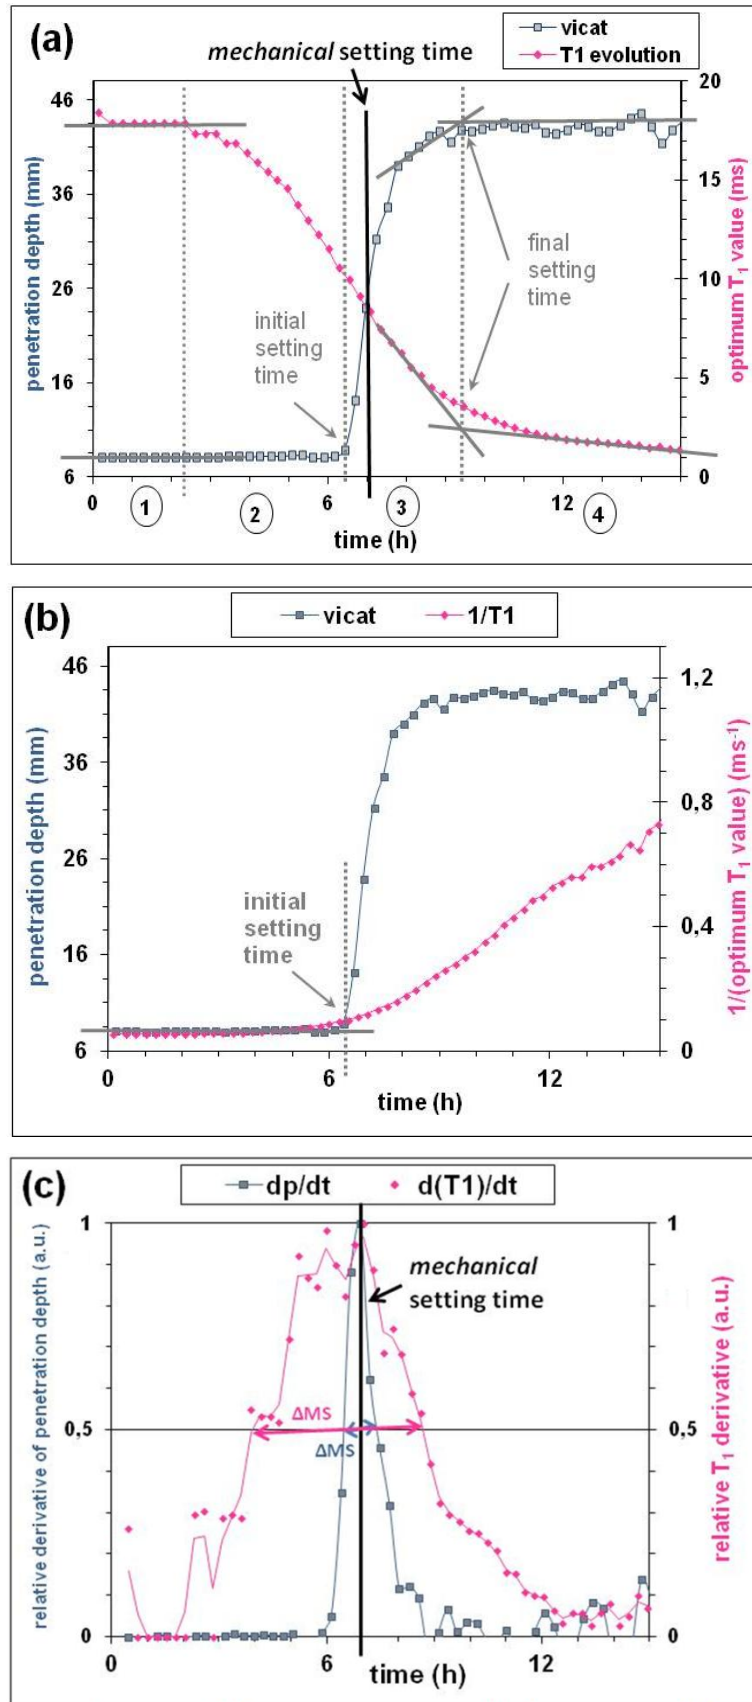 (a)
vicat
T1 evolution
mechanical setting time
46
36
26
16
6
penetration depth (mm)
20
15
10
5
0
optimum T1 value (ms)
initial
setting
time
final
setting
time
0
6
12
1
2
3
4
time (h)
(b)
vicat
1/T1
46
36
26
16
6
penetration depth (mm)
1,2
0,8
0,4
0
1/(optimum T1 value) (ms-1)
initial
setting
time
0
6
12
time (h)
(c)
dp/dt
d(T1)/dt
1
0,5
0
relative derivative of penetration depth (a.u.)
1
0,5
0
relative T1 derivative (a.u.)
mechanical
setting time
ΔMS
ΔMS
0
6
12
time (h)